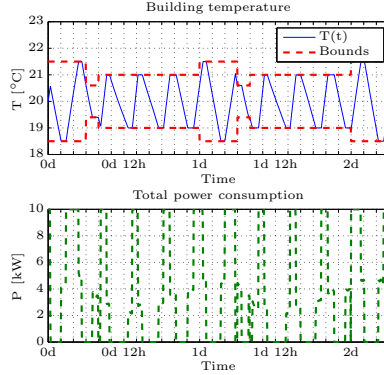 Building temperature
T(t)
Bounds
T [°C]
23
22
21
20
19
18
0d 0d 12h 1d 1d 12h 2d
Time
Total power consumption
P [kW]
10
8
6
4
2
0
0d 0d 12h 1d 1d 12h 2d
Time